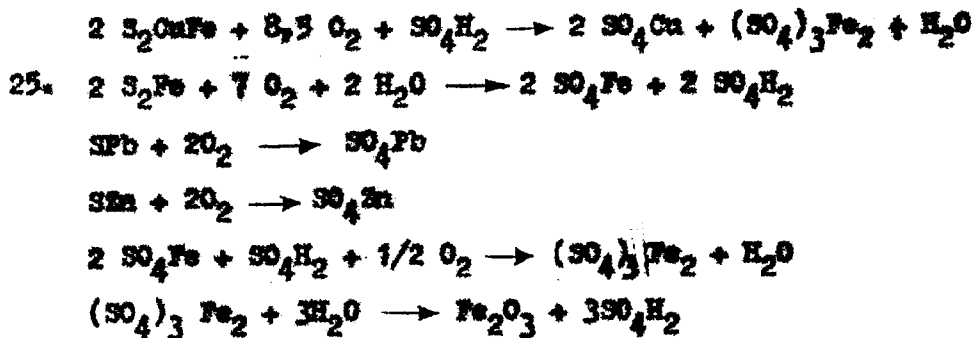 2 S₂CuFe + 8,5 O₂ + SO₄H₂ → 2 SO₄Cu + (SO₄)₃Fe₂ + H₂O
25. 2 S₂Fe + 7 O₂ + 2 H₂O → 2 SO₄Fe + 2 SO₄H₂
SPb + 2O₂ → SO₄Pb
SZn + 2O₂ → SO₄Zn
2 SO₄Fe + SO₄H₂ + 1/2 O₂ → (SO₄)₃ Fe₂ + H₂O
(SO₄)₃ Fe₂ + 3H₂O → Fe₂O₃ + 3SO₄H₂